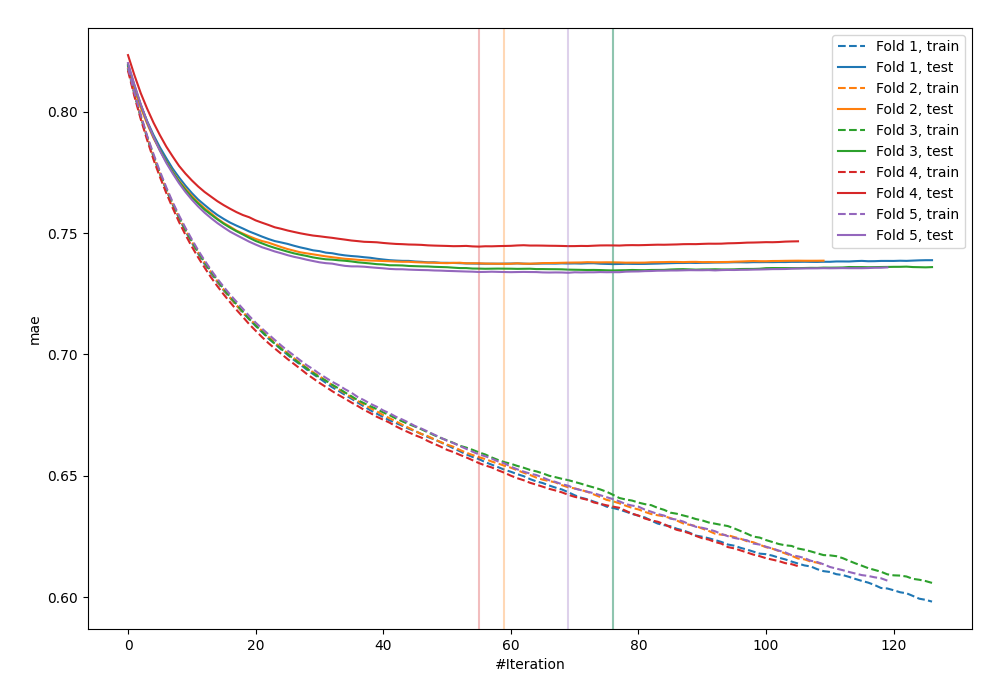 Fold 1, train
Fold 1, test
Fold 2, train
Fold 2, test
Fold 3, train
Fold 3, test
Fold 4, train
Fold 4, test
Fold 5, train
Fold 5, test
0.80
0.75
0.70
0.65
0.60
mae
0 20 40 60 80 100 120
#Iteration